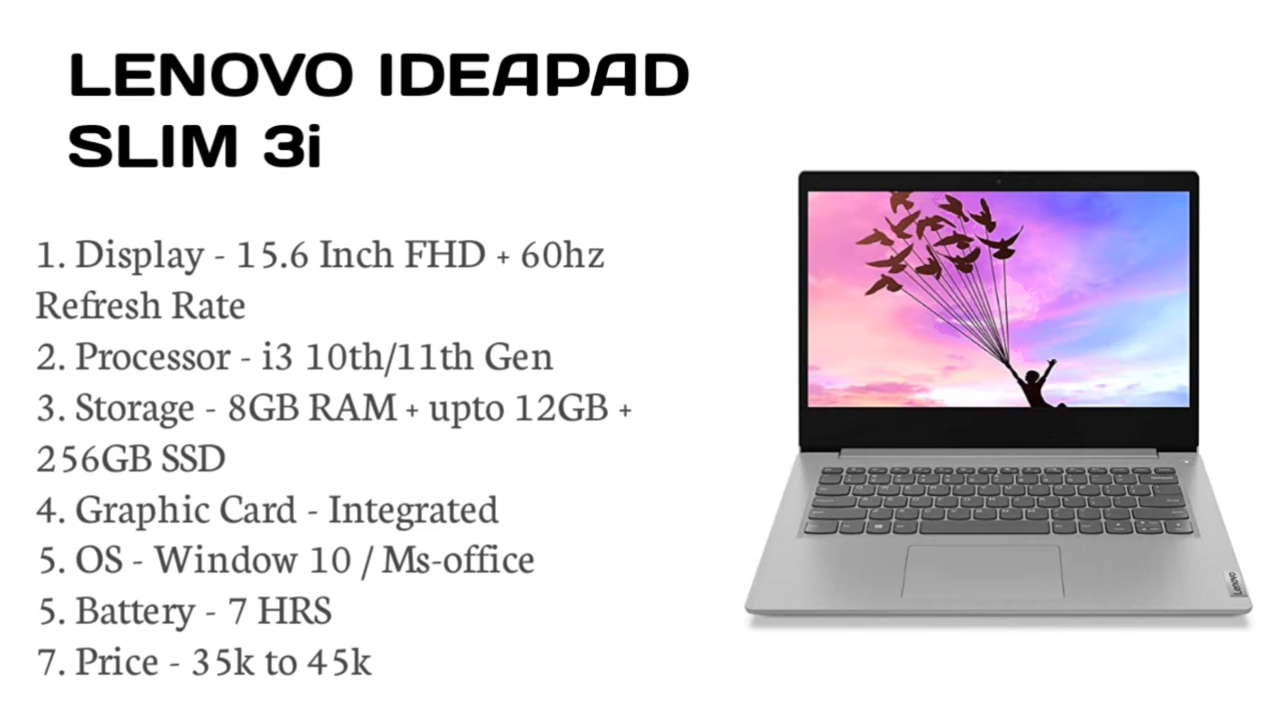 LENOVO IDEAPAD
SLIM 3i
1. Display - 15.6 Inch FHD + 60hz
Refresh Rate
2. Processor - i3 10th/11th Gen
3. Storage - 8GB RAM + upto 12GB +
256GB SSD
4. Graphic Card - Integrated
5. OS - Window 10 / Ms-office
5. Battery - 7 HRS
7. Price - 35k to 45k
Lenovo